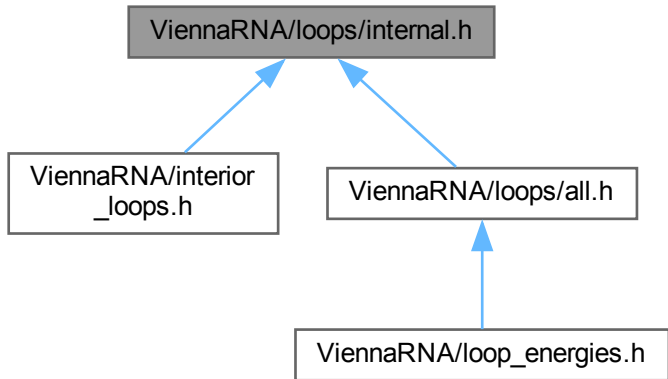 ViennaRNA/loops/internal.h
ViennaRNA/interior
_loops.h
ViennaRNA/loops/all.h
ViennaRNA/loop_energies.h